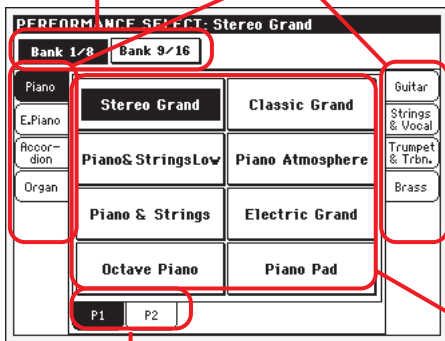 PERFORMANCE SELECT: Stereo Grand
Bank 1/8 Bank 9/16
Piano
E.Piano
Accor-
dion
Organ
Stereo Grand Classic Grand
Piano&StringsLow Piano Atmosphere
Piano & Strings Electric Grand
Octave Piano Piano Pad
Guitar
Strings
& Vocal
Trumpet
& Trbn.
Brass
P1 P2